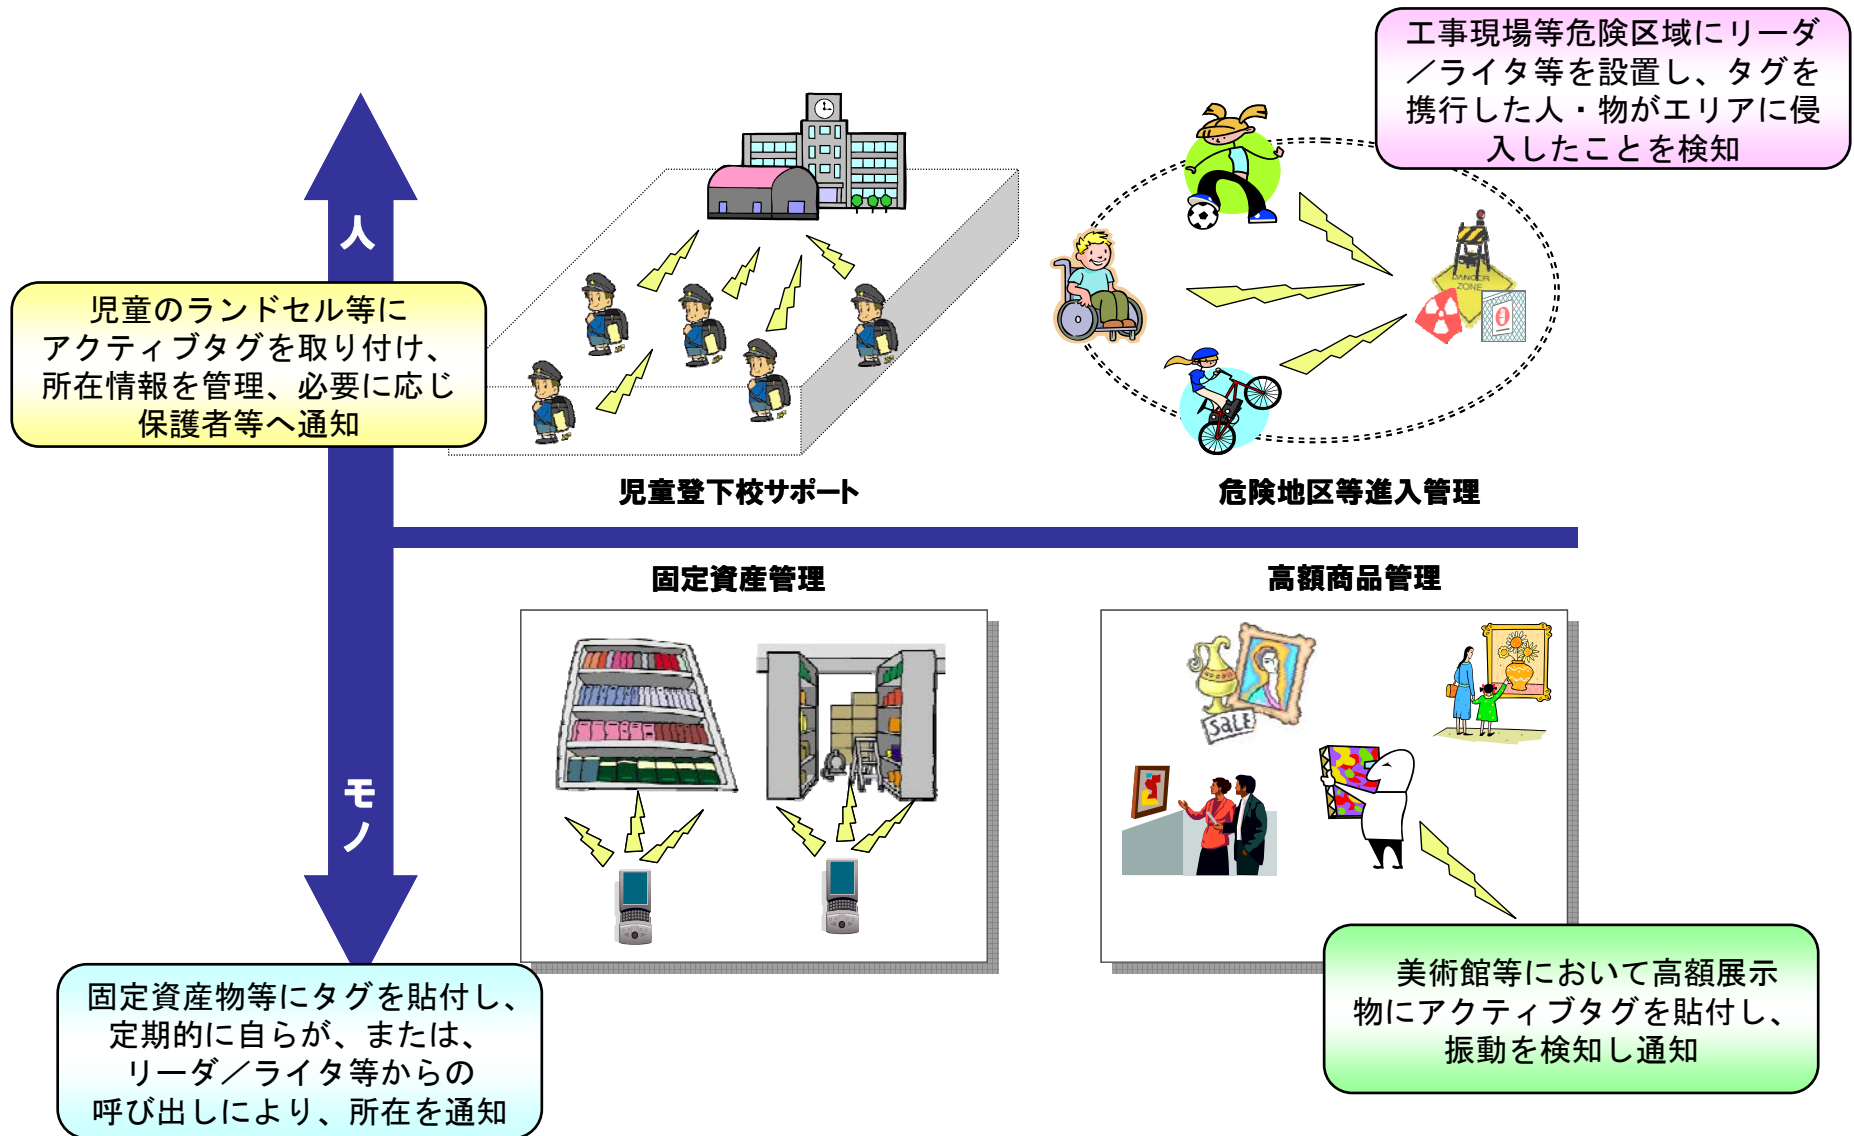 工事現場等危険区域にリーダ
／ライタ等を設置し、タグを
携行した人・物がエリアに侵
入したことを検知
人
児童のランドセル等に
アクティブタグを取り付け、
所在情報を管理、必要に応じ
保護者等へ通知
DANGER
ZONE
児童登下校サポート
危険地区等進入管理
固定資産管理
高額商品管理
SALE
モノ
固定資産物等にタグを貼付し、
定期的に自らが、または、
リーダ／ライタ等からの
呼び出しにより、所在を通知
美術館等において高額展示
物にアクティブタグを貼付し、
振動を検知し通知